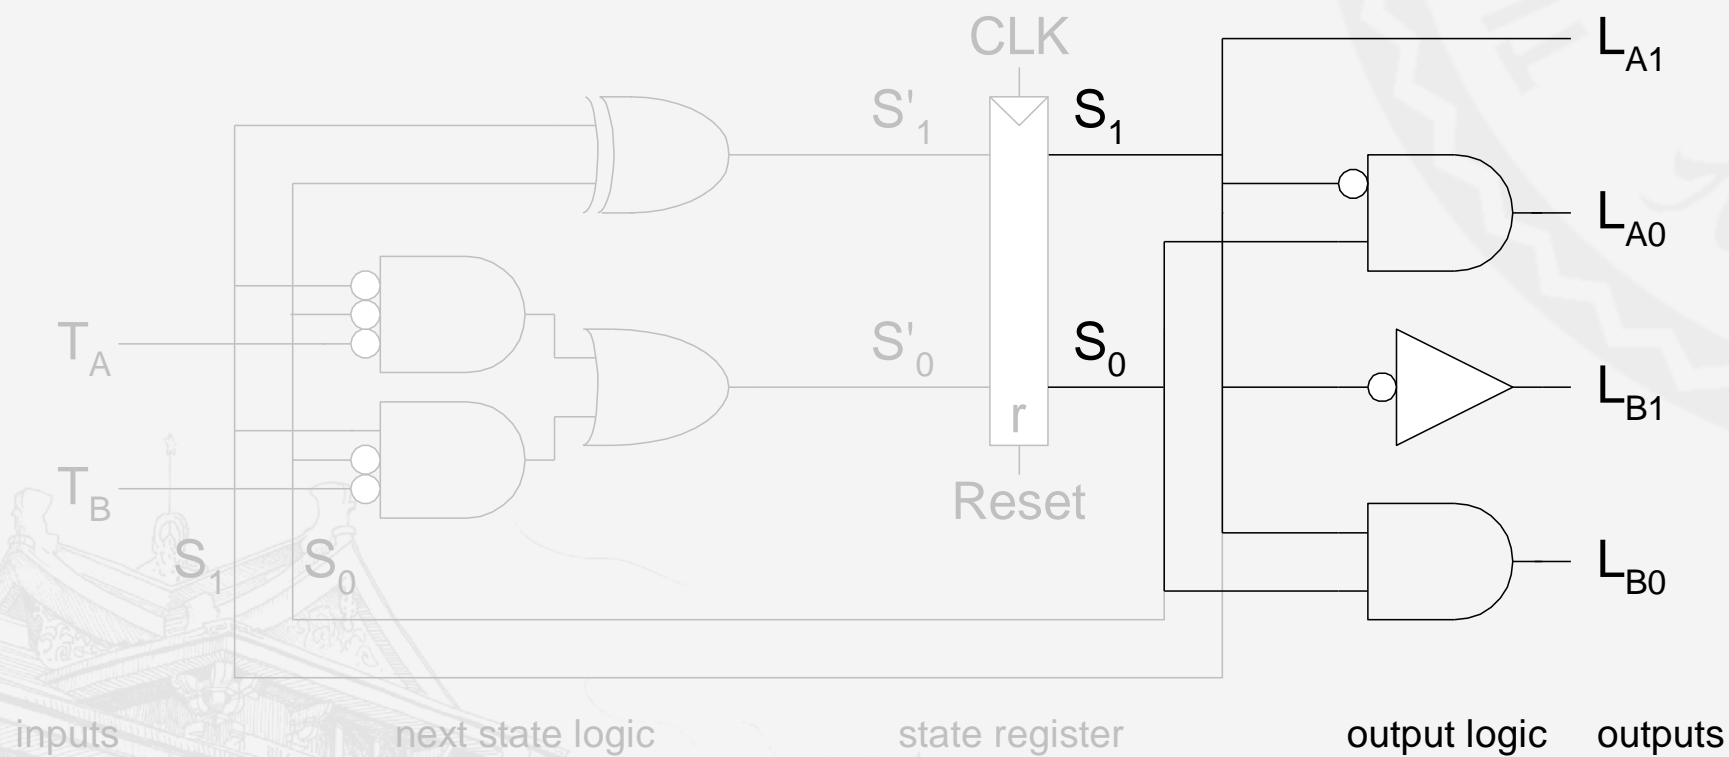 CLK
L_A1
S'_1
S_1
L_A0
T_A
S'_0
S_0
L_B1
r
T_B
Reset
S_1
S_0
L_B0
inputs
next state logic
state register
output logic
outputs